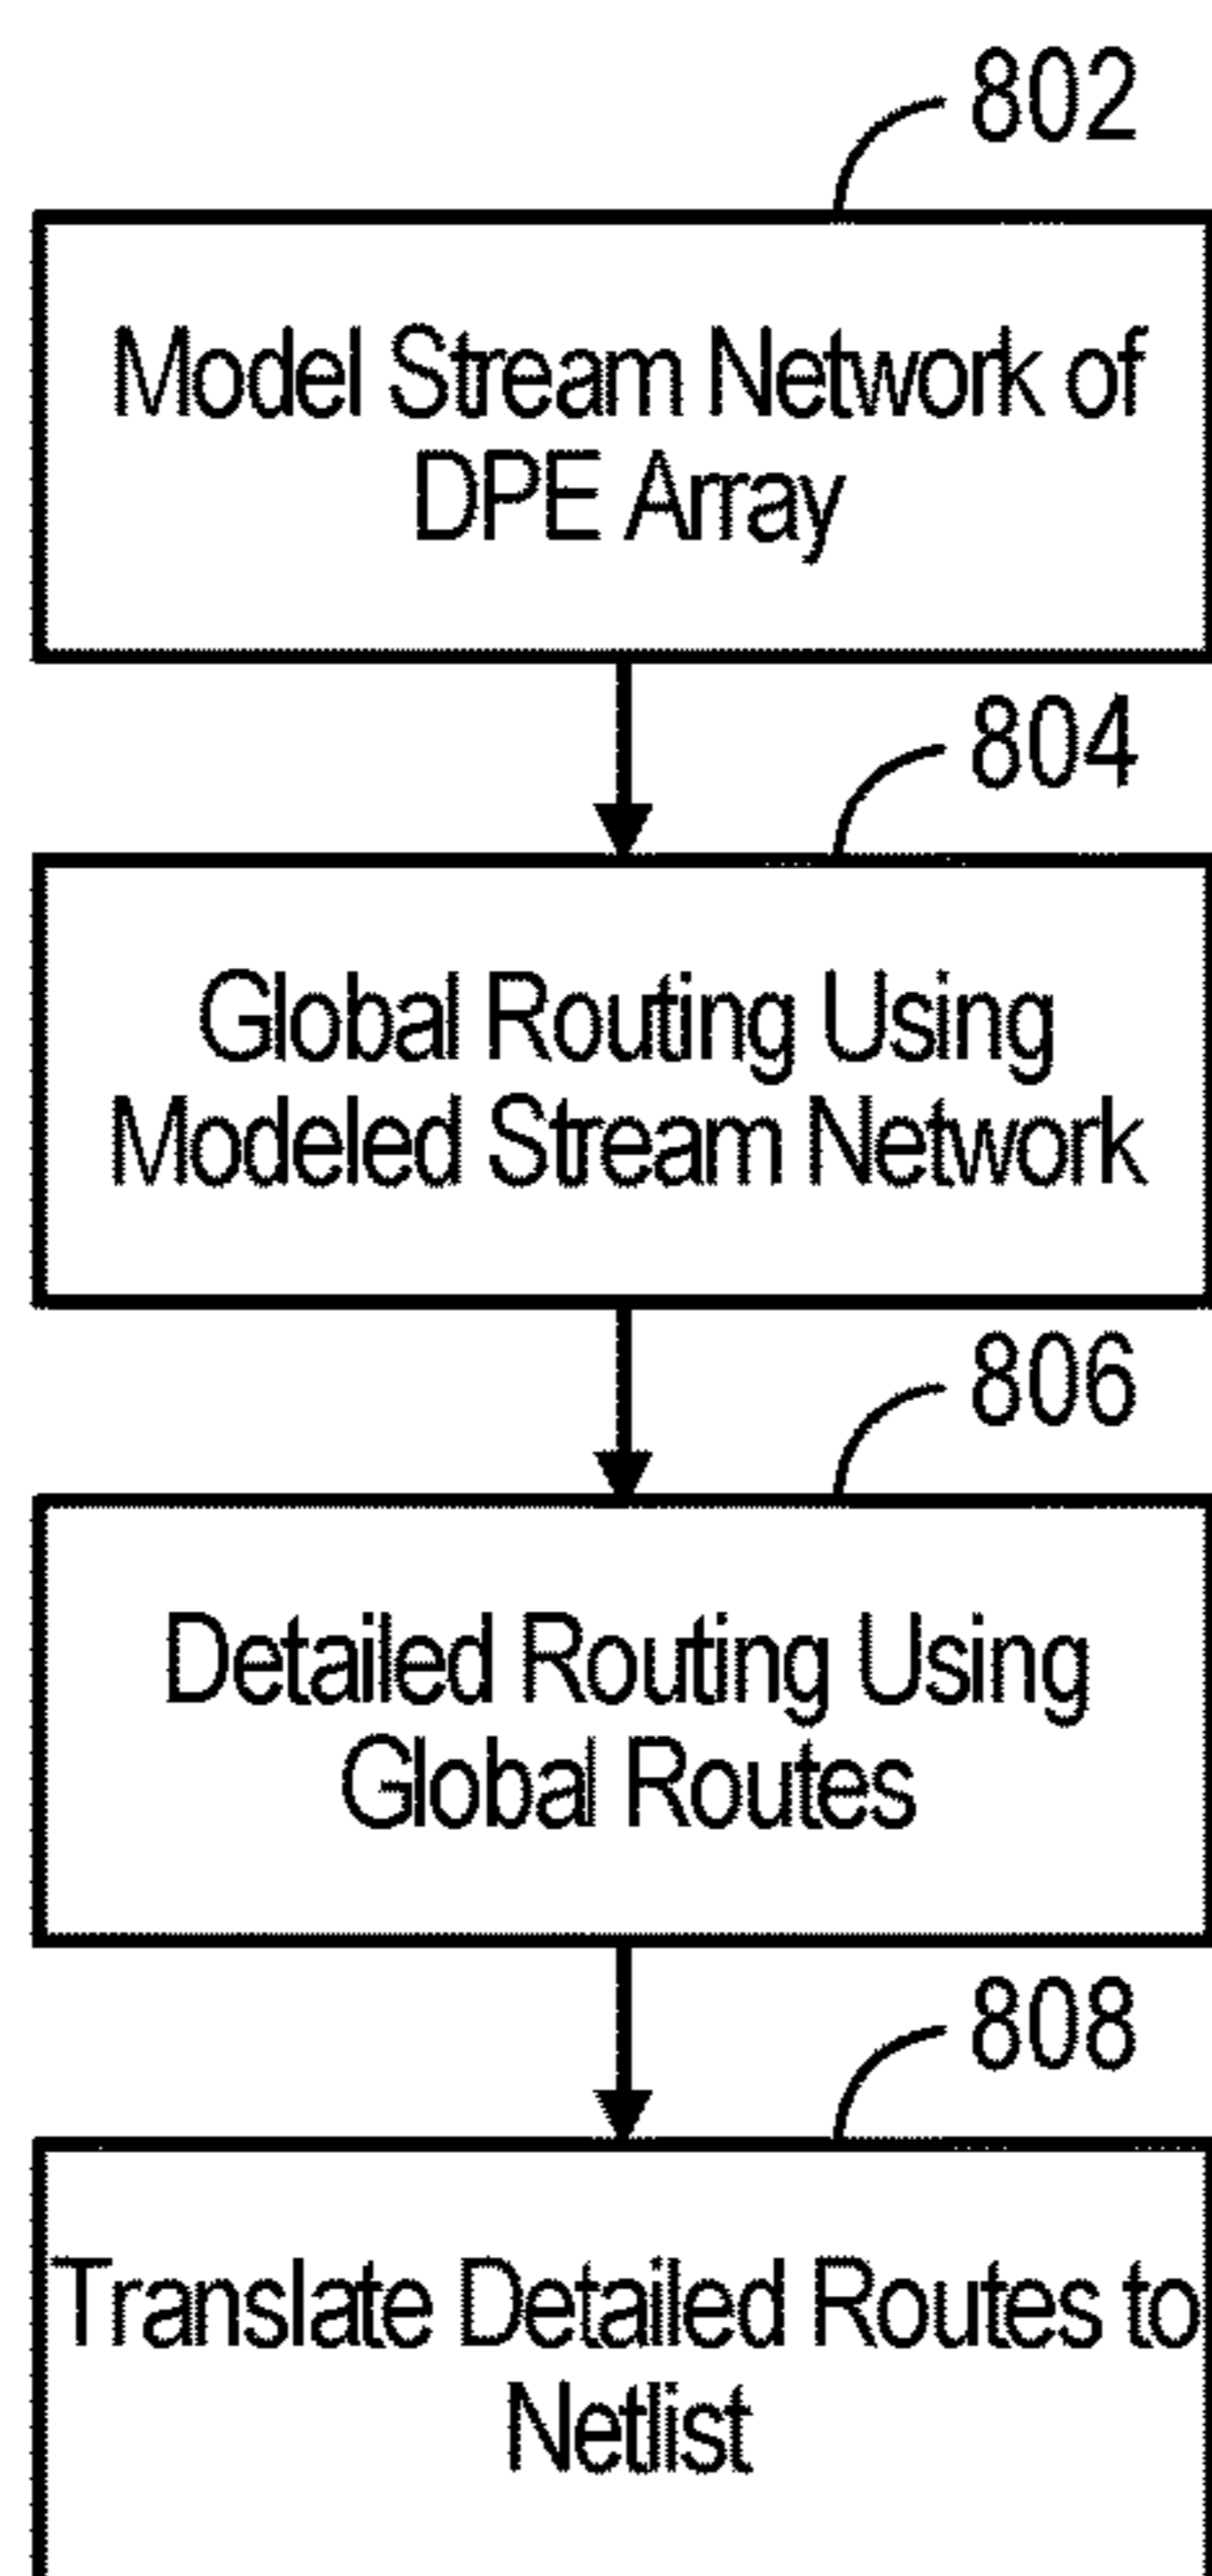 802
Model Stream Network of
DPE Array
804
Global Routing Using
Modeled Stream Network
806
Detailed Routing Using
Global Routes
808
Translate Detailed Routes to
Netlist